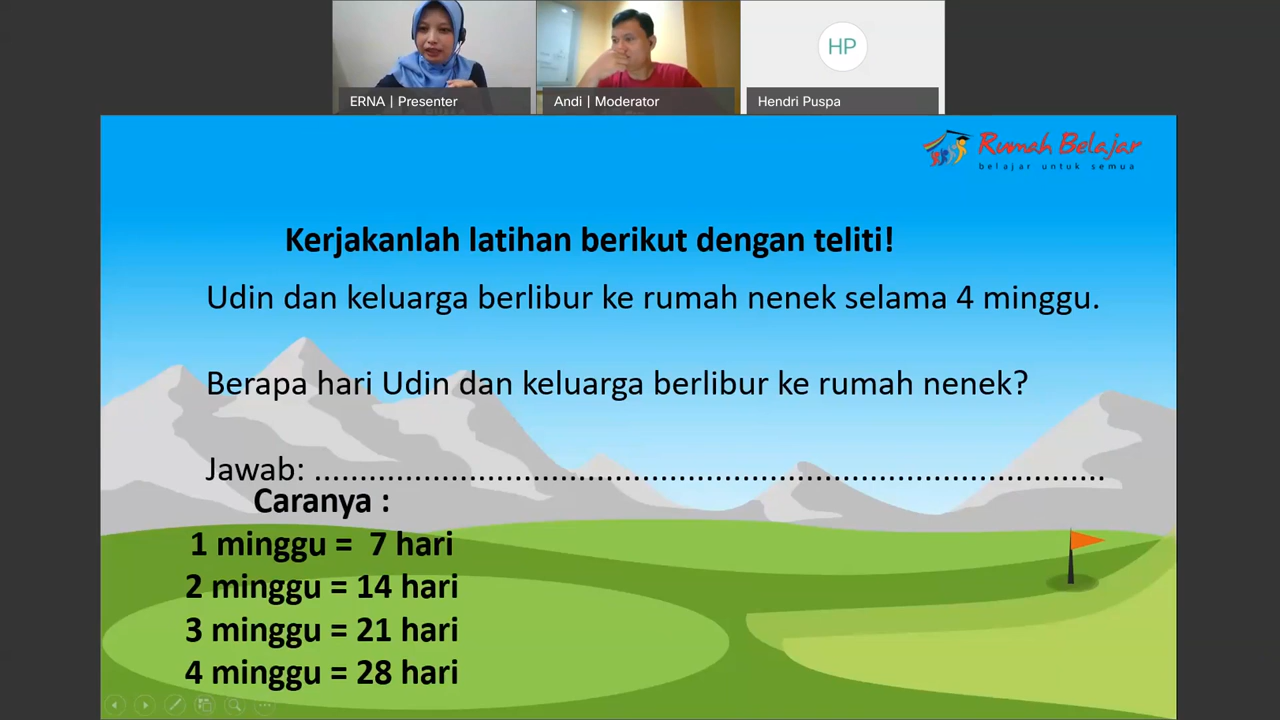 ERNA | Presenter
Andi | Moderator
HP
Hendri Puspa
Rumah Belajar
belajar untuk semua
Kerjakanlah latihan berikut dengan teliti!
Udin dan keluarga berlibur ke rumah nenek selama 4 minggu.
Berapa hari Udin dan keluarga berlibur ke rumah nenek?
Jawab: ................................................................................
Caranya :
1 minggu = 7 hari
2 minggu = 14 hari
3 minggu = 21 hari
4 minggu = 28 hari